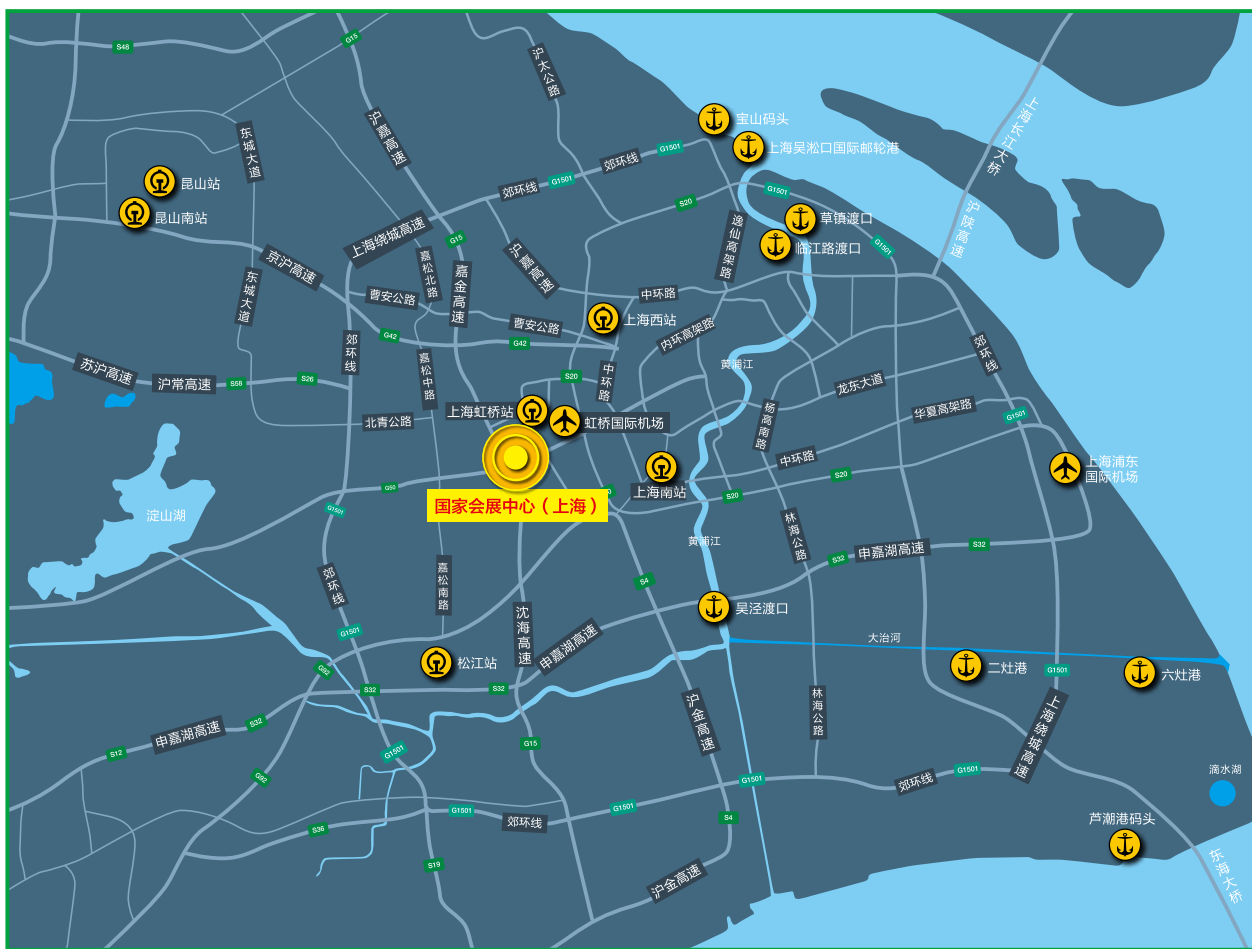 S48
G15
沪太公路
沪嘉高速
东城大道
宝山码头
上海吴淞口国际邮轮港
上海长江大桥
G1501
郊环线
G1501
郊环线
昆山站
昆山南站
S20
G1501
草镇渡口
临江路渡口
沪陕高速
逸仙高架路
G1501
上海绕城高速
G15
沪嘉高速
嘉松北路
京沪高速
东城大道
曹安公路
嘉金高速
中环路
上海西站
曹安公路
内环高架路
G42
G42
郊环线
郊环线
苏沪高速
沪常高速
S58
S26
嘉松中路
S20
中环路
黄浦江
龙东大道
华夏高架路
G1501
上海虹桥站
虹桥国际机场
北青公路
杨高南路
中环路
上海浦东
国际机场
上海南站
S20
S20
G50
国家会展中心（上海）
G1501
淀山湖
黄浦江
林海公路
申嘉湖高速
S32
S32
郊环线
嘉松南路
S4
沈海高速
吴泾渡口
申嘉湖高速
G1501
大治河
松江站
G92
二灶港
六灶港
G1501
S32
S32
林海公路
沪金高速
上海绕城高速
S32
申嘉湖高速
S12
G15
G1501
G92
G1501
郊环线
G1501
滴水湖
G1501
郊环线
G1501
S4
S36
芦潮港码头
S19
沪金高速
东海大桥